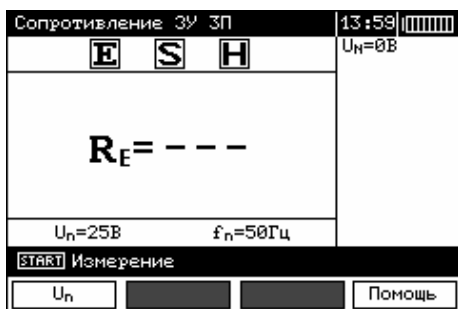 Сопротивление ЗУ 3П 13:59
E S H
U_N=0В
R_E= - - -
U_n=25В f_n=50Гц
START Измерение
U_n Помощь